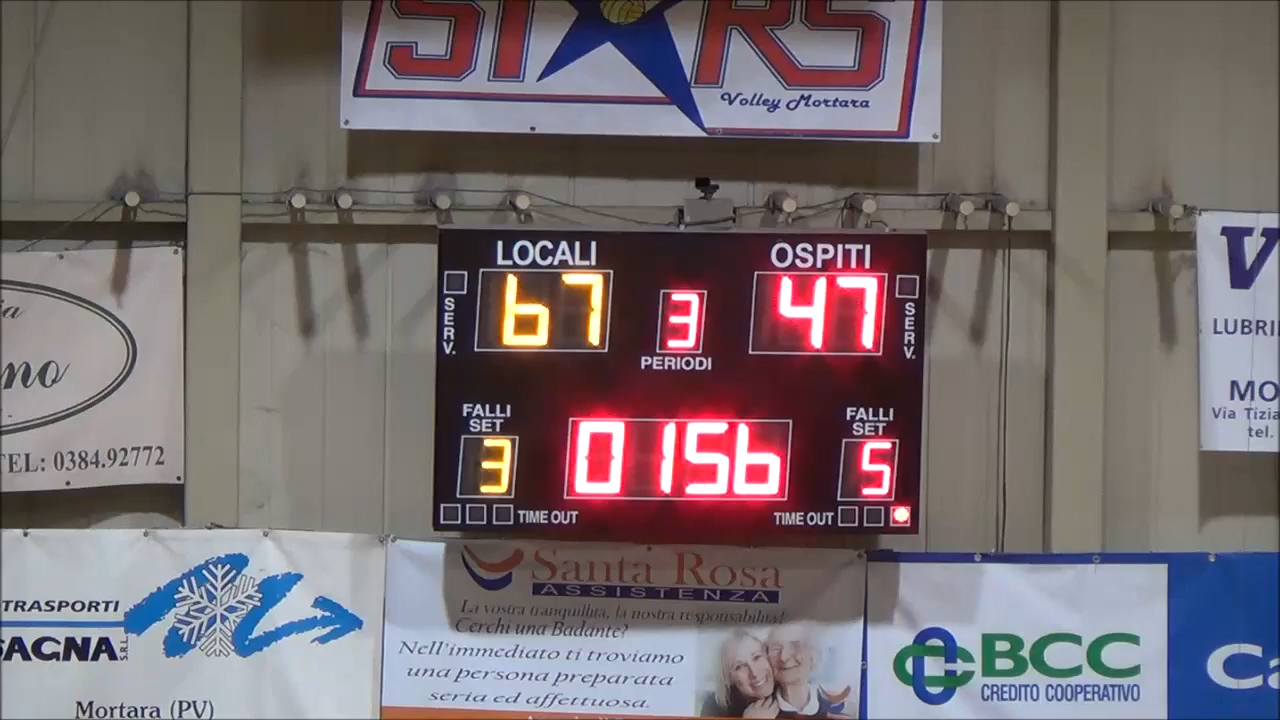 STARS
Volley Mortara
LOCALI
OSPITI
67
3
47
SERV.
SERV.
PERIODI
FALLI
SET
FALLI
SET
3
0156
5
TIME OUT
TIME OUT
TEL: 0384.92772
LUBRI
MO
Via Tizia
tel.
TRASPORTI
SAGNA S.R.L.
Mortara (PV)
Santa Rosa
ASSISTENZA
La vostra tranquillità, la nostra responsabilità!
Cerchi una Badante?
Nell'immediato ti troviamo
una persona preparata
seria ed affettuosa.
BCC
CREDITO COOPERATIVO
Ca